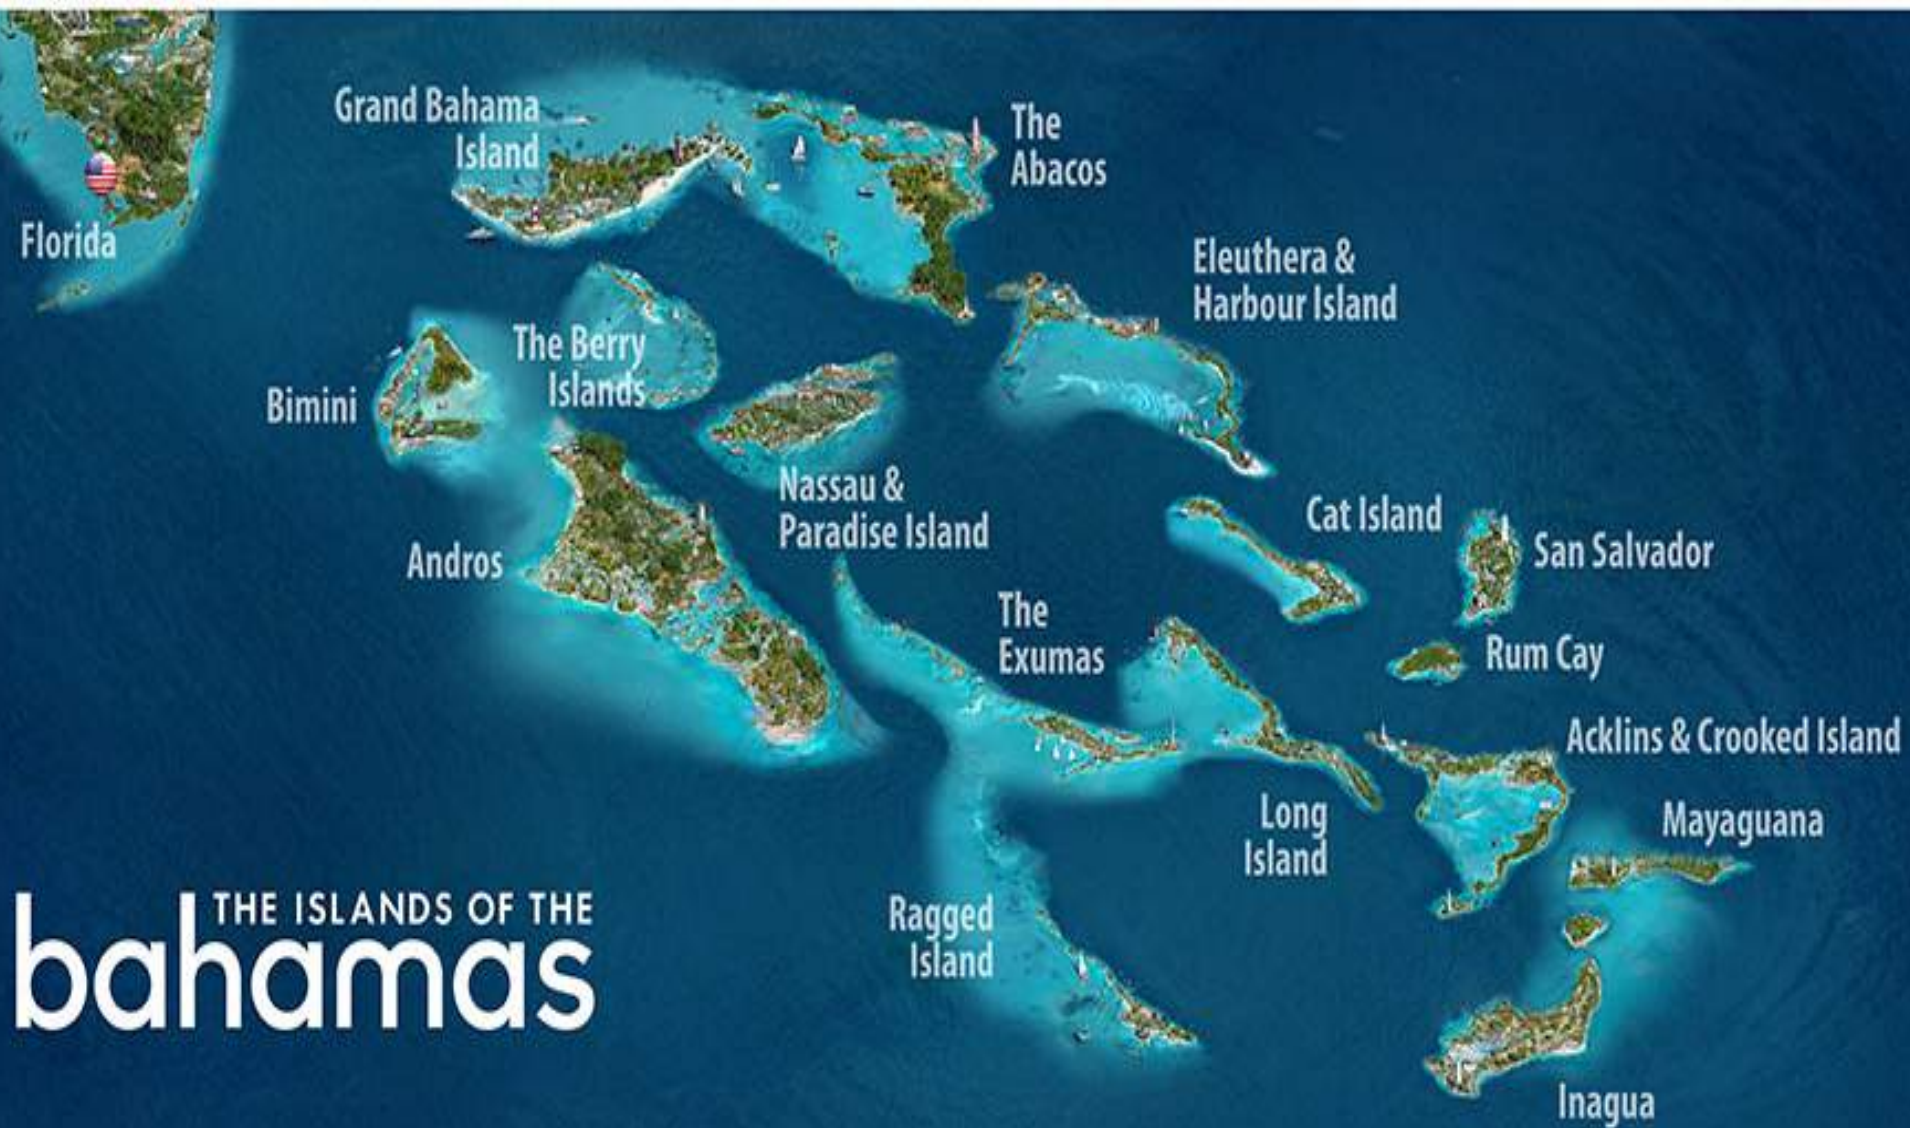 Grand Bahama
Island
The
Abacos
Florida
Eleuthera &
Harbour Island
The Berry
Islands
Bimini
Nassau &
Paradise Island
Cat Island
San Salvador
Andros
The
Exumas
Rum Cay
Acklins & Crooked Island
Long
Island
Mayaguana
Ragged
Island
THE ISLANDS OF THE
bahamas
Inagua